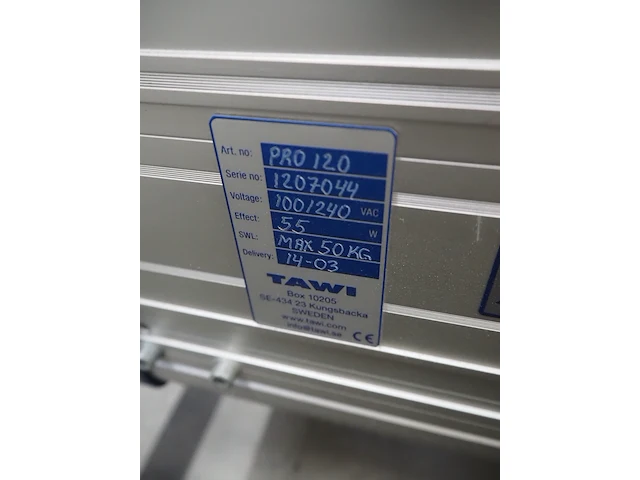 Art. no: PRO 120
Serie no: 1207044
Voltage: 100/240 VAC
Effect: 55 W
SWL: MAX 50 KG
Delivery: 14-03
TAWI
Box 10205
SE-434 23 Kungsbacka
SWEDEN
www.tawi.com
info@tawi.se CE